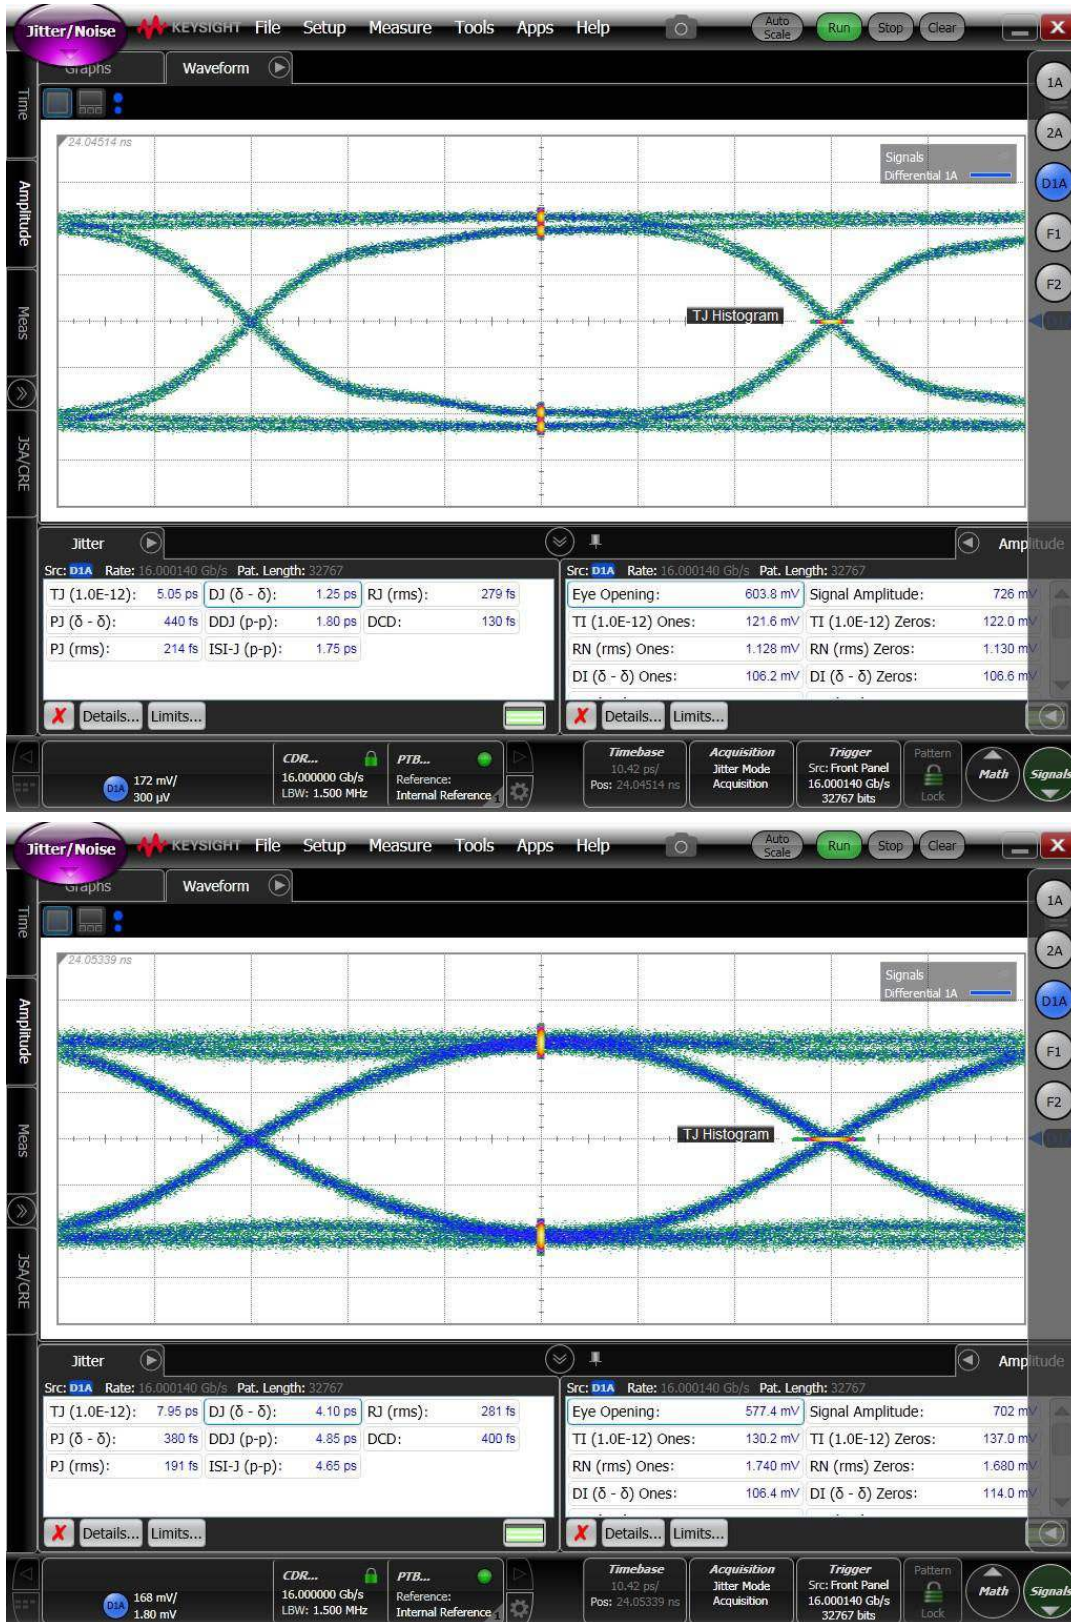 Jitter/Noise KEYSIGHT File Setup Measure Tools Apps Help Auto Scale Run Stop Clear X
Graphs Waveform
Time
Amplitude
Meas
JSA/CRE
24.04514 ns
Signals
Differential 1A
TJ Histogram
1A
2A
D1A
F1
F2
Jitter
Src: D1A Rate: 16.000140 Gb/s Pat. Length: 32767
TJ (1.0E-12): 5.05 ps DJ (δ - δ): 1.25 ps RJ (rms): 279 fs
PJ (δ - δ): 440 fs DDJ (p-p): 1.80 ps DCD: 130 fs
PJ (rms): 214 fs ISI-J (p-p): 1.75 ps
Details... Limits...
Amplitude
Src: D1A Rate: 16.000140 Gb/s Pat. Length: 32767
Eye Opening: 603.8 mV Signal Amplitude: 726 mV
TI (1.0E-12) Ones: 121.6 mV TI (1.0E-12) Zeros: 122.0 mV
RN (rms) Ones: 1.128 mV RN (rms) Zeros: 1.130 mV
DI (δ - δ) Ones: 106.2 mV DI (δ - δ) Zeros: 106.6 mV
Details... Limits...
D1A 172 mV/
300 µV
CDR...
16.000000 Gb/s
LBW: 1.500 MHz
PTB...
Reference:
Internal Reference
1
Timebase
10.42 ps/
Pos: 24.04514 ns
Acquisition
Jitter Mode
Acquisition
Trigger
Src: Front Panel
16.000140 Gb/s
32767 bits
Pattern
Lock
Math
Signals
Jitter/Noise KEYSIGHT File Setup Measure Tools Apps Help Auto Scale Run Stop Clear X
Graphs Waveform
Time
Amplitude
Meas
JSA/CRE
24.05339 ns
Signals
Differential 1A
TJ Histogram
1A
2A
D1A
F1
F2
Jitter
Src: D1A Rate: 16.000140 Gb/s Pat. Length: 32767
TJ (1.0E-12): 7.95 ps DJ (δ - δ): 4.10 ps RJ (rms): 281 fs
PJ (δ - δ): 380 fs DDJ (p-p): 4.85 ps DCD: 400 fs
PJ (rms): 191 fs ISI-J (p-p): 4.65 ps
Details... Limits...
Amplitude
Src: D1A Rate: 16.000140 Gb/s Pat. Length: 32767
Eye Opening: 577.4 mV Signal Amplitude: 702 mV
TI (1.0E-12) Ones: 130.2 mV TI (1.0E-12) Zeros: 137.0 mV
RN (rms) Ones: 1.740 mV RN (rms) Zeros: 1.680 mV
DI (δ - δ) Ones: 106.4 mV DI (δ - δ) Zeros: 114.0 mV
Details... Limits...
D1A 168 mV/
1.80 mV
CDR...
16.000000 Gb/s
LBW: 1.500 MHz
PTB...
Reference:
Internal Reference
1
Timebase
10.42 ps/
Pos: 24.05339 ns
Acquisition
Jitter Mode
Acquisition
Trigger
Src: Front Panel
16.000140 Gb/s
32767 bits
Pattern
Lock
Math
Signals